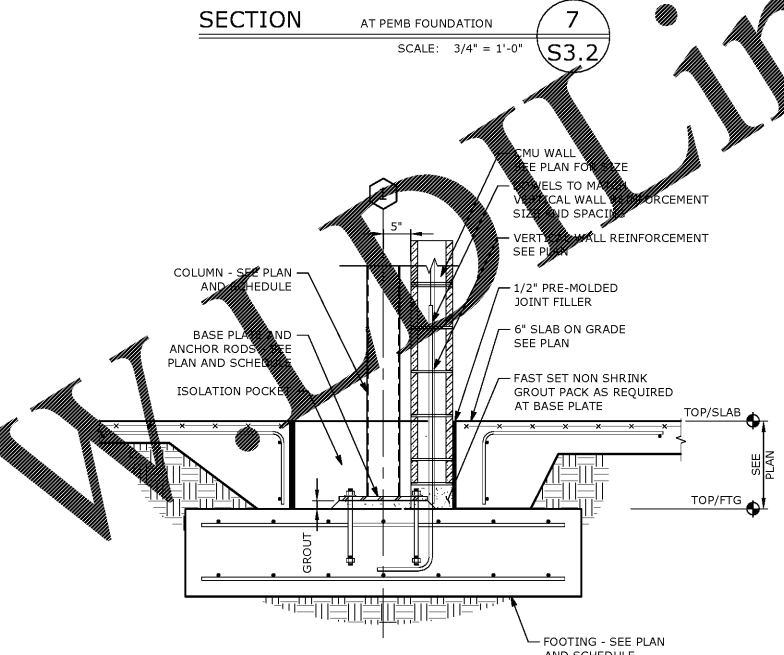 SECTION
AT PEMB FOUNDATION
7
SCALE: 3/4" = 1'-0"
S3.2
CMU WALL
SEE PLAN FOR SIZE
DOWELS TO MATCH
VERTICAL WALL REINFORCEMENT
SIZE AND SPACING
1
5"
VERTICAL WALL REINFORCEMENT
SEE PLAN
COLUMN - SEE PLAN
AND SCHEDULE
1/2" PRE-MOLDED
JOINT FILLER
BASE PLATE AND
ANCHOR RODS - SEE
PLAN AND SCHEDULE
6" SLAB ON GRADE
SEE PLAN
ISOLATION POCKET
FAST SET NON SHRINK
GROUT PACK AS REQUIRED
AT BASE PLATE
TOP/SLAB
SEE
PLAN
TOP/FTG
GROUT
FOOTING - SEE PLAN
AND SCHEDULE
W.LDILin